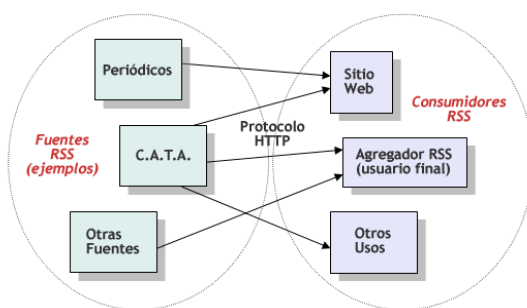 Periódicos
Sitio
Web
Consumidores
RSS
Fuentes
RSS
(ejemplos)
C.A.T.A.
Protocolo
HTTP
Agregador RSS
(usuario final)
Otras
Fuentes
Otros
Usos